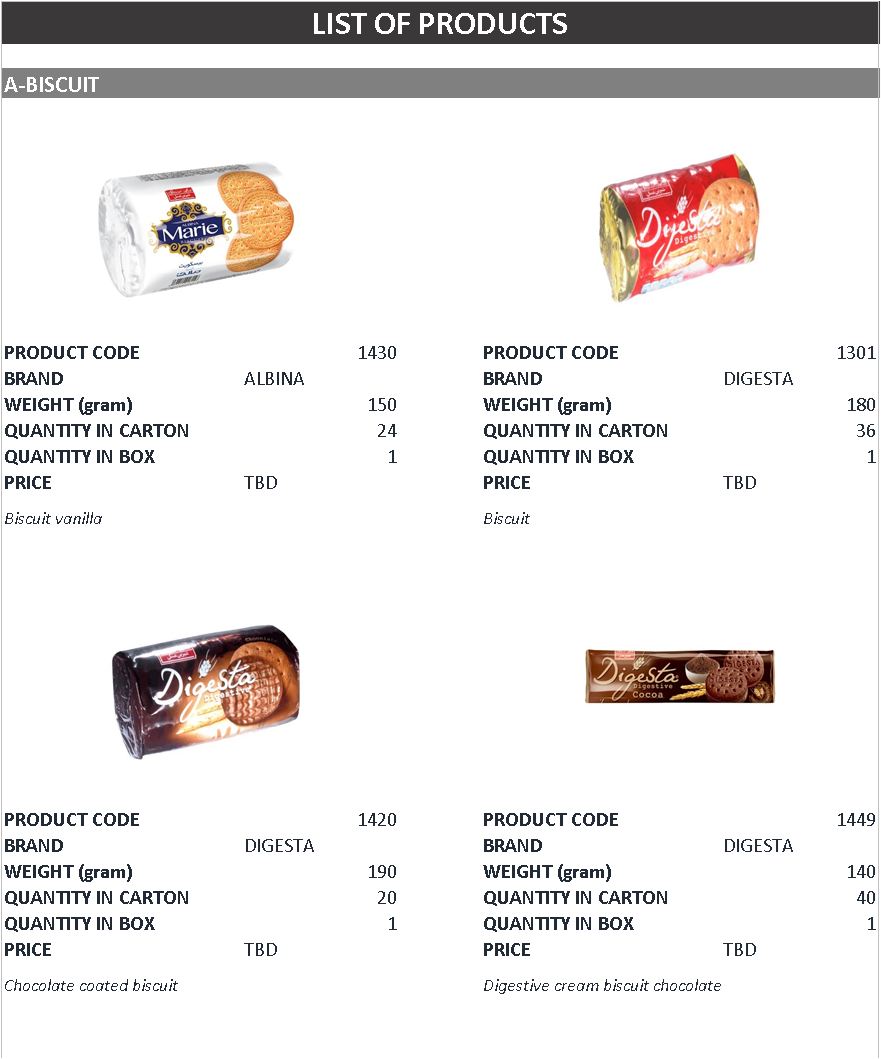 LIST OF PRODUCTS
A-BISCUIT
ALBINA
Marie
بيسكويت
Digesta
Digestive
PRODUCT CODE 1430
BRAND ALBINA
WEIGHT (gram) 150
QUANTITY IN CARTON 24
QUANTITY IN BOX 1
PRICE TBD
Biscuit vanilla
PRODUCT CODE 1301
BRAND DIGESTA
WEIGHT (gram) 180
QUANTITY IN CARTON 36
QUANTITY IN BOX 1
PRICE TBD
Biscuit
Digesta
Digestive
Digesta
Digestive
Cocoa
PRODUCT CODE 1420
BRAND DIGESTA
WEIGHT (gram) 190
QUANTITY IN CARTON 20
QUANTITY IN BOX 1
PRICE TBD
Chocolate coated biscuit
PRODUCT CODE 1449
BRAND DIGESTA
WEIGHT (gram) 140
QUANTITY IN CARTON 40
QUANTITY IN BOX 1
PRICE TBD
Digestive cream biscuit chocolate